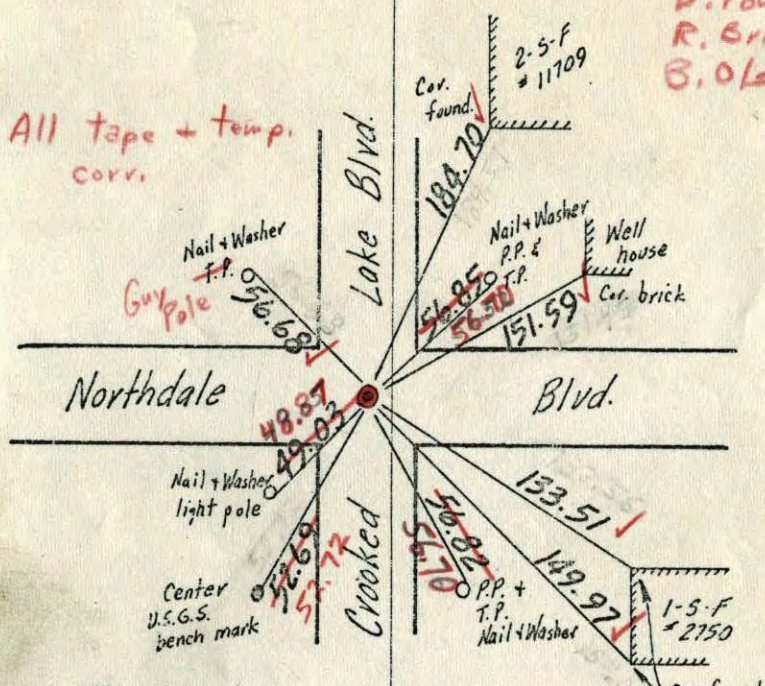 R. Br
B. Ols
All tape + temp.
corr.
2-S-F
# 11709
Cor.
found.
184.70
Lake Blvd.
Nail + Washer
T.P.
Guy Pole
56.68
Nail + Washer
P.P. &
T.P.
56.85
56.70
Well
house
Cor. brick
151.59
Northdale
Blvd.
48.87
49.03
Nail + Washer
light pole
Center
U.S.G.S.
bench mark
52.69
52.72
Crooked
56.82
56.70
P.P. +
T.P.
Nail + Washer
133.51
149.97
1-S-F
# 2750